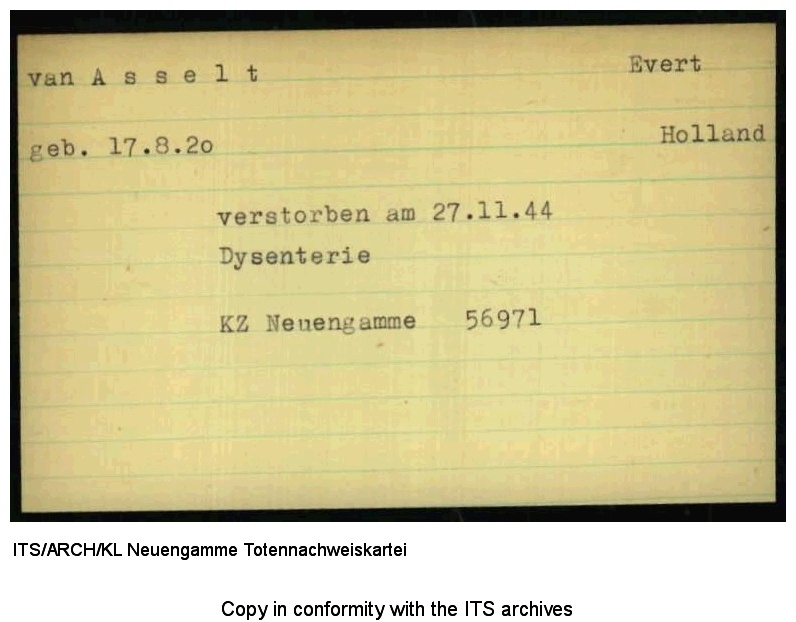 van A s s e l t Evert
geb. 17.8.2o Holland
verstorben am 27.11.44
Dysenterie
KZ Neuengamme 56971
ITS/ARCH/KL Neuengamme Totennachweiskartei
Copy in conformity with the ITS archives